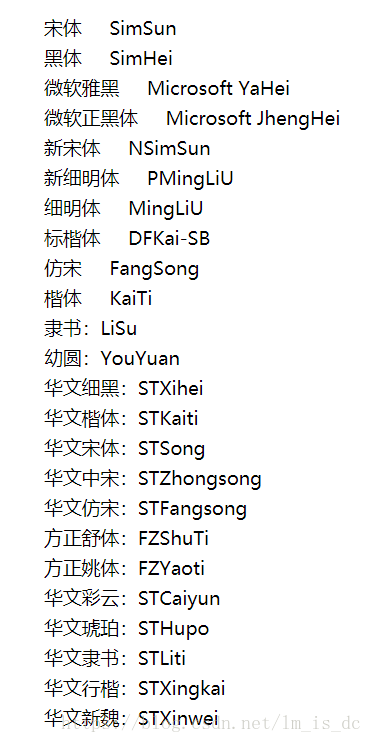 宋体 SimSun
黑体 SimHei
微软雅黑 Microsoft YaHei
微软正黑体 Microsoft JhengHei
新宋体 NSimSun
新细明体 PMingLiU
细明体 MingLiU
标楷体 DFKai-SB
仿宋 FangSong
楷体 KaiTi
隶书：LiSu
幼圆：YouYuan
华文细黑：STXihei
华文楷体：STKaiti
华文宋体：STSong
华文中宋：STZhongsong
华文仿宋：STFangsong
方正舒体：FZShuTi
方正姚体：FZYaoti
华文彩云：STCaiyun
华文琥珀：STHupo
华文隶书：STLiti
华文行楷：STXingkai
华文新魏：STXinwei
https://blog.csdn.net/lm_is_dc